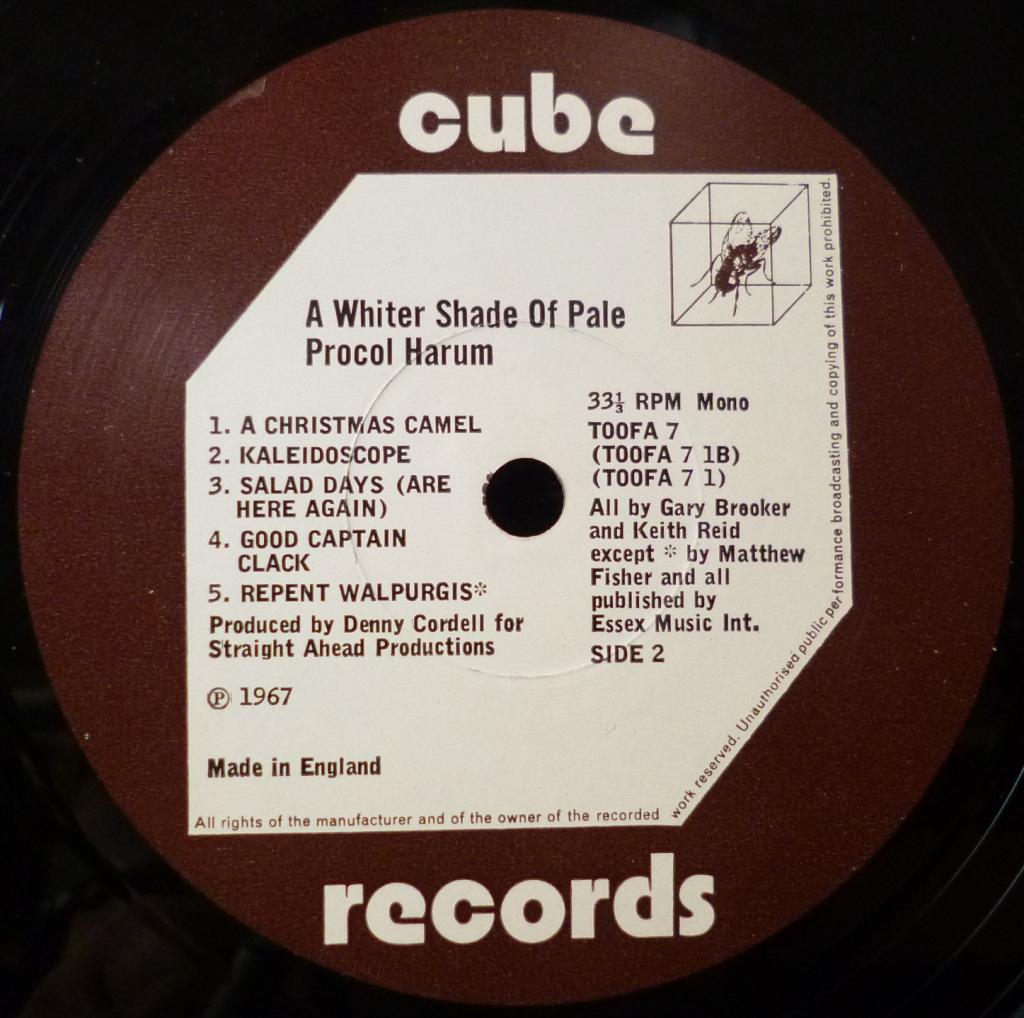 cube
A Whiter Shade Of Pale
Procol Harum
1. A CHRISTMAS CAMEL
2. KALEIDOSCOPE
3. SALAD DAYS (ARE
HERE AGAIN)
4. GOOD CAPTAIN
CLACK
5. REPENT WALPURGIS*
Produced by Denny Cordell for
Straight Ahead Productions
℗ 1967
Made in England
33⅓ RPM Mono
TOOFA 7
(TOOFA 7 1B)
(TOOFA 7 1)
All by Gary Brooker
and Keith Reid
except * by Matthew
Fisher and all
published by
Essex Music Int.
SIDE 2
All rights of the manufacturer and of the owner of the recorded
work reserved. Unauthorised public performance broadcasting and copying of this work prohibited.
records